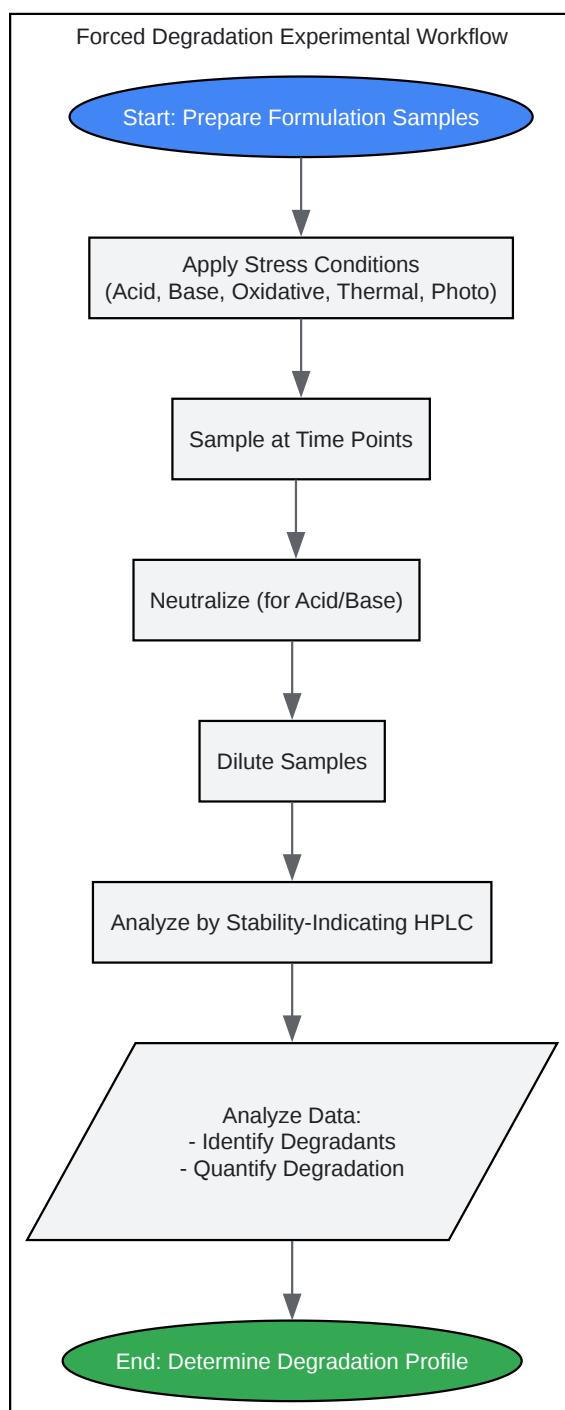 Forced Degradation Experimental Workflow
Start: Prepare Formulation Samples
Apply Stress Conditions
(Acid, Base, Oxidative, Thermal, Photo)
Sample at Time Points
Neutralize (for Acid/Base)
Dilute Samples
Analyze by Stability-Indicating HPLC
Analyze Data:
- Identify Degradants
- Quantify Degradation
End: Determine Degradation Profile